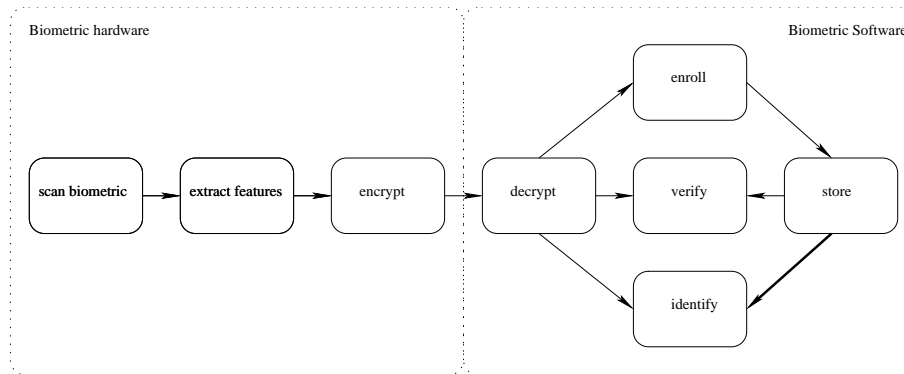 Biometric hardware
Biometric Software
enroll
scan biometric
extract features
encrypt
decrypt
verify
store
identify